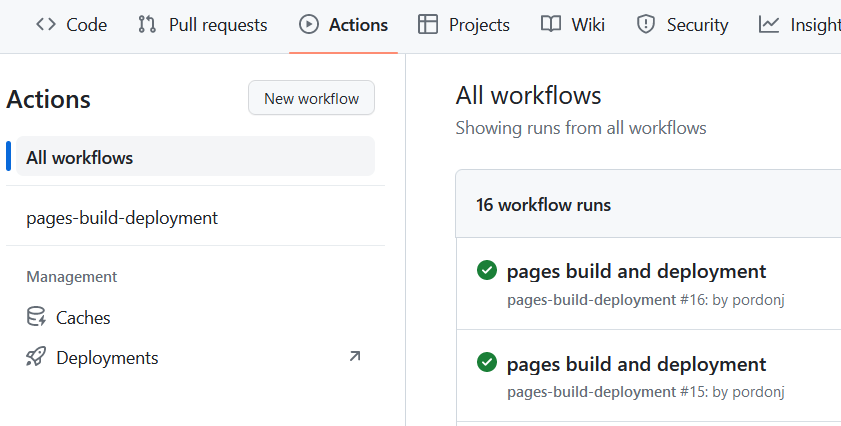 Code Pull requests Actions Projects Wiki Security Insight
Actions
New workflow
All workflows
pages-build-deployment
Management
Caches
Deployments
All workflows
Showing runs from all workflows
16 workflow runs
pages build and deployment
pages-build-deployment #16: by pordonj
pages build and deployment
pages-build-deployment #15: by pordonj